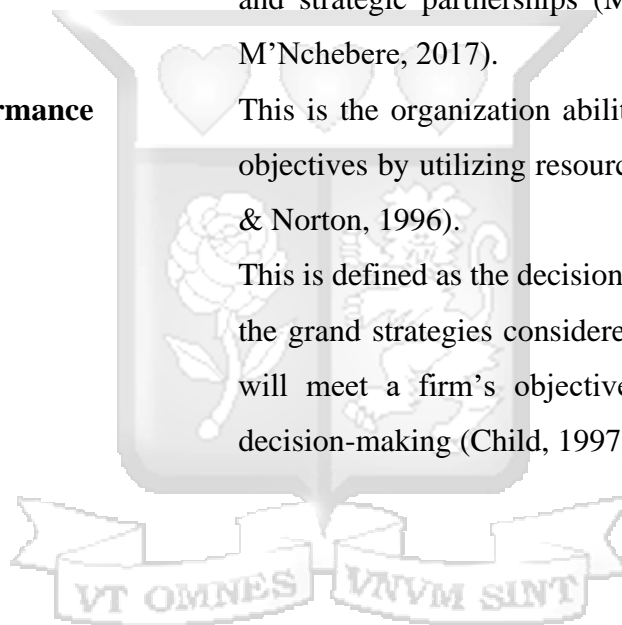 and strategic partnerships (M
M’Nchebere, 2017).
rmance This is the organization abilit
objectives by utilizing resourc
& Norton, 1996).
This is defined as the decision
the grand strategies considere
will meet a firm’s objective
decision-making (Child, 1997
VT OMNES VNVM SINT